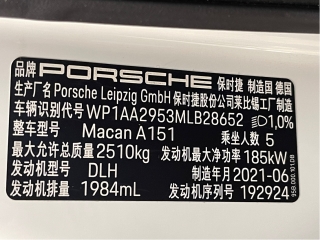 品牌 PORSCHE 保时捷 制造国 德国
生产厂名 Porsche Leipzig GmbH 保时捷股份公司莱比锡工厂制造
车辆识别代号 WP1AA2953MLB28652 1,0%
整车型号 Macan A151 乘坐人数 5
最大允许总质量 2510kg 发动机最大净功率 185kW
发动机型号 DLH 制造年月 2021-06
发动机排量 1984mL 发动机序列号 192924